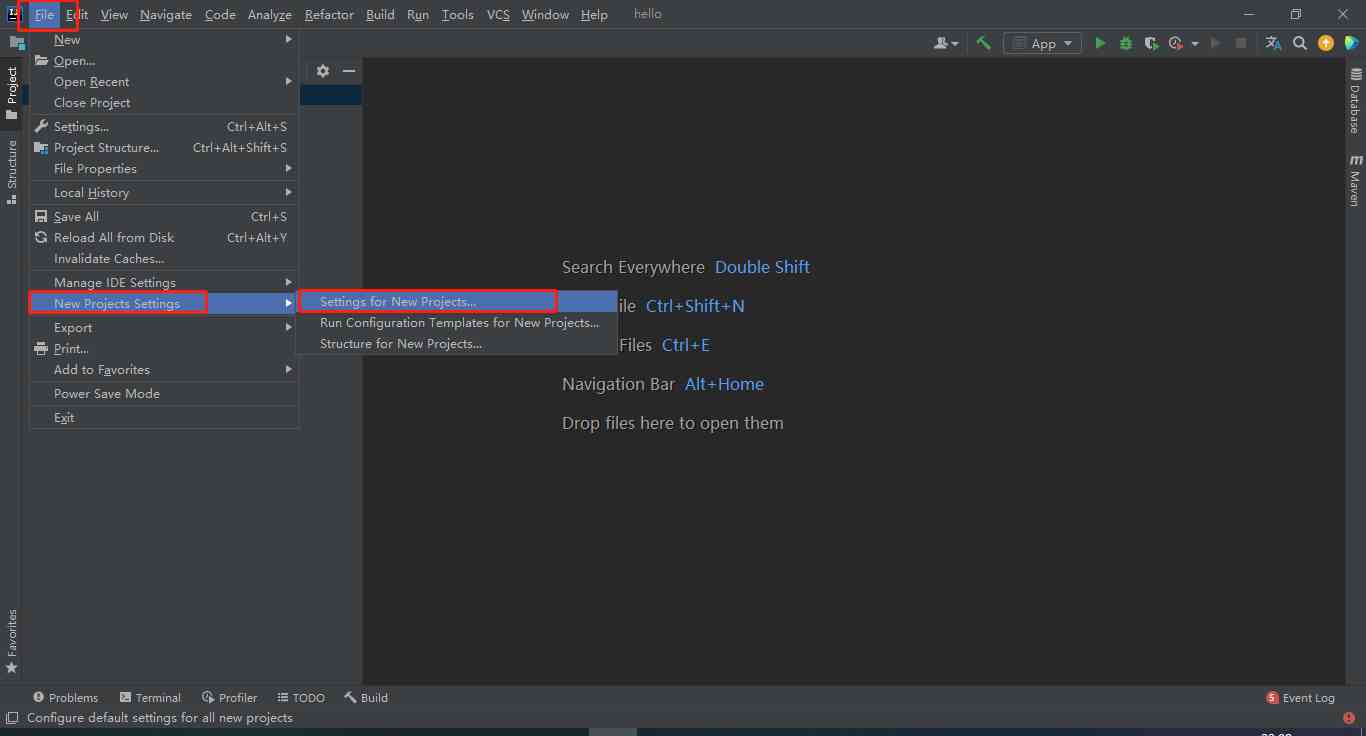 File Edit View Navigate Code Analyze Refactor Build Run Tools VCS Window Help hello
App
New
Open...
Open Recent
Close Project
Settings... Ctrl+Alt+S
Project Structure... Ctrl+Alt+Shift+S
File Properties
Local History
Save All Ctrl+S
Reload All from Disk Ctrl+Alt+Y
Invalidate Caches...
Manage IDE Settings
New Projects Settings
Export
Print...
Add to Favorites
Power Save Mode
Exit
Settings for New Projects...
Run Configuration Templates for New Projects...
Structure for New Projects...
Search Everywhere Double Shift
ile Ctrl+Shift+N
Files Ctrl+E
Navigation Bar Alt+Home
Drop files here to open them
Project
Structure
Favorites
Database
m
Maven
Problems Terminal Profiler TODO Build
5 Event Log
Configure default settings for all new projects